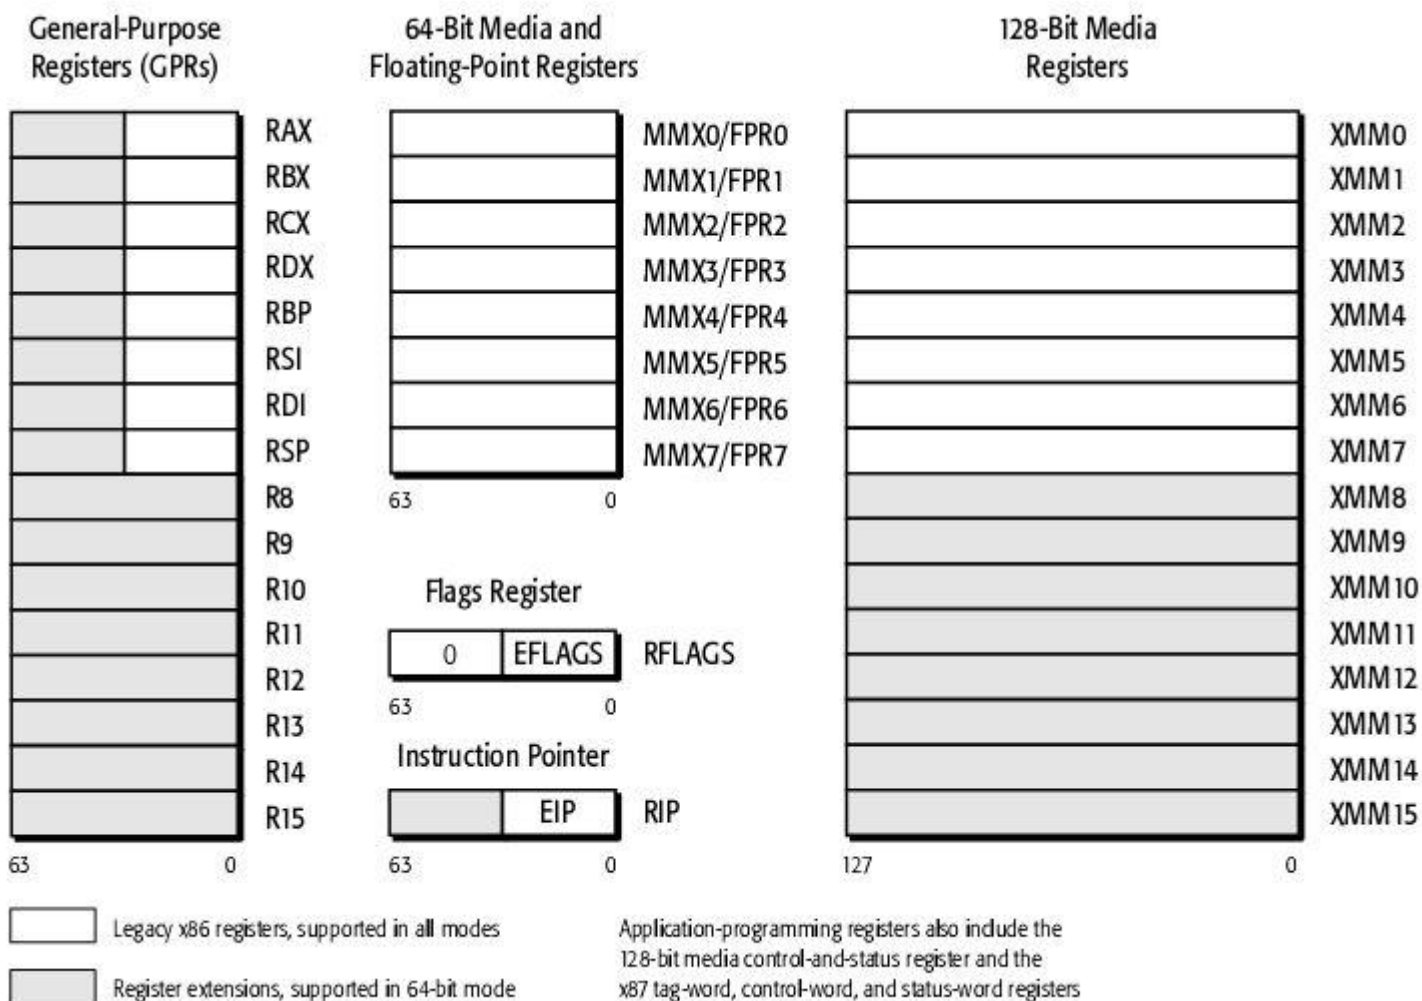 General-Purpose
Registers (GPRs)
RAX
RBX
RCX
RDX
RBP
RSI
RDI
RSP
R8
R9
R10
R11
R12
R13
R14
R15
63 0
64-Bit Media and
Floating-Point Registers
MMX0/FPR0
MMX1/FPR1
MMX2/FPR2
MMX3/FPR3
MMX4/FPR4
MMX5/FPR5
MMX6/FPR6
MMX7/FPR7
63 0
Flags Register
0 EFLAGS RFLAGS
63 0
Instruction Pointer
EIP RIP
63 0
128-Bit Media
Registers
XMM0
XMM1
XMM2
XMM3
XMM4
XMM5
XMM6
XMM7
XMM8
XMM9
XMM10
XMM11
XMM12
XMM13
XMM14
XMM15
127 0
Legacy x86 registers, supported in all modes
Register extensions, supported in 64-bit mode
Application-programming registers also include the
128-bit media control-and-status register and the
x87 tag-word, control-word, and status-word registers